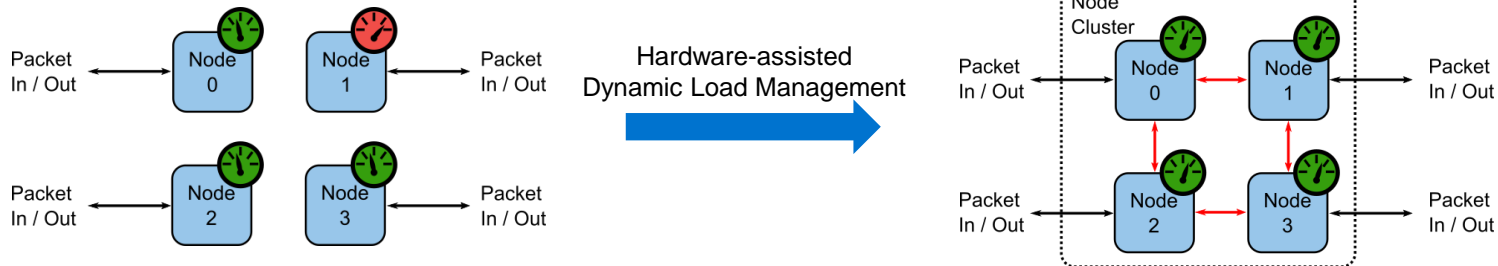 Packet
In / Out
Node
0
Node
1
Packet
In / Out
Packet
In / Out
Node
2
Node
3
Packet
In / Out
Hardware-assisted
Dynamic Load Management
Node
Cluster
Packet
In / Out
Node
0
Node
1
Packet
In / Out
Packet
In / Out
Node
2
Node
3
Packet
In / Out